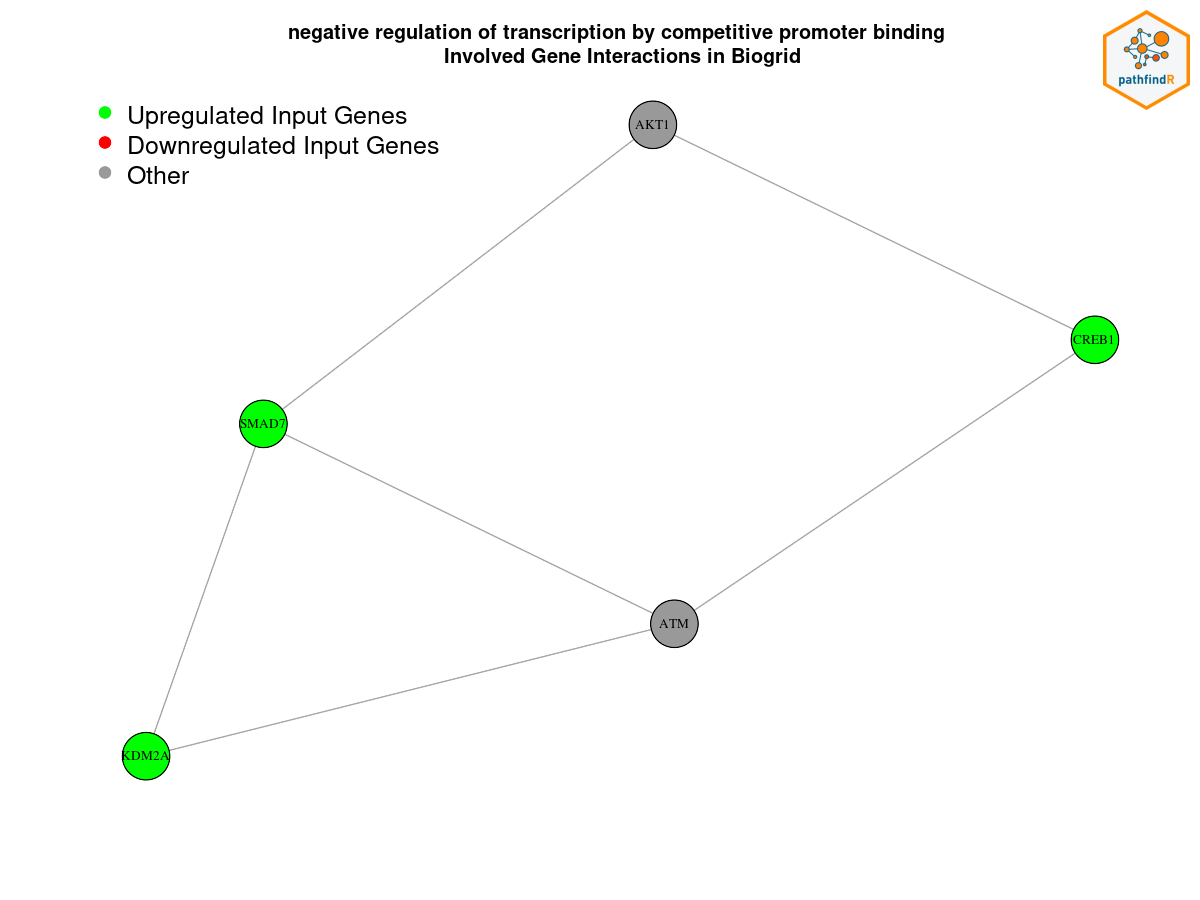 negative regulation of transcription by competitive promoter binding
Involved Gene Interactions in Biogrid
pathfindR
Upregulated Input Genes
Downregulated Input Genes
Other
AKT1
CREB1
SMAD7
ATM
KDM2A